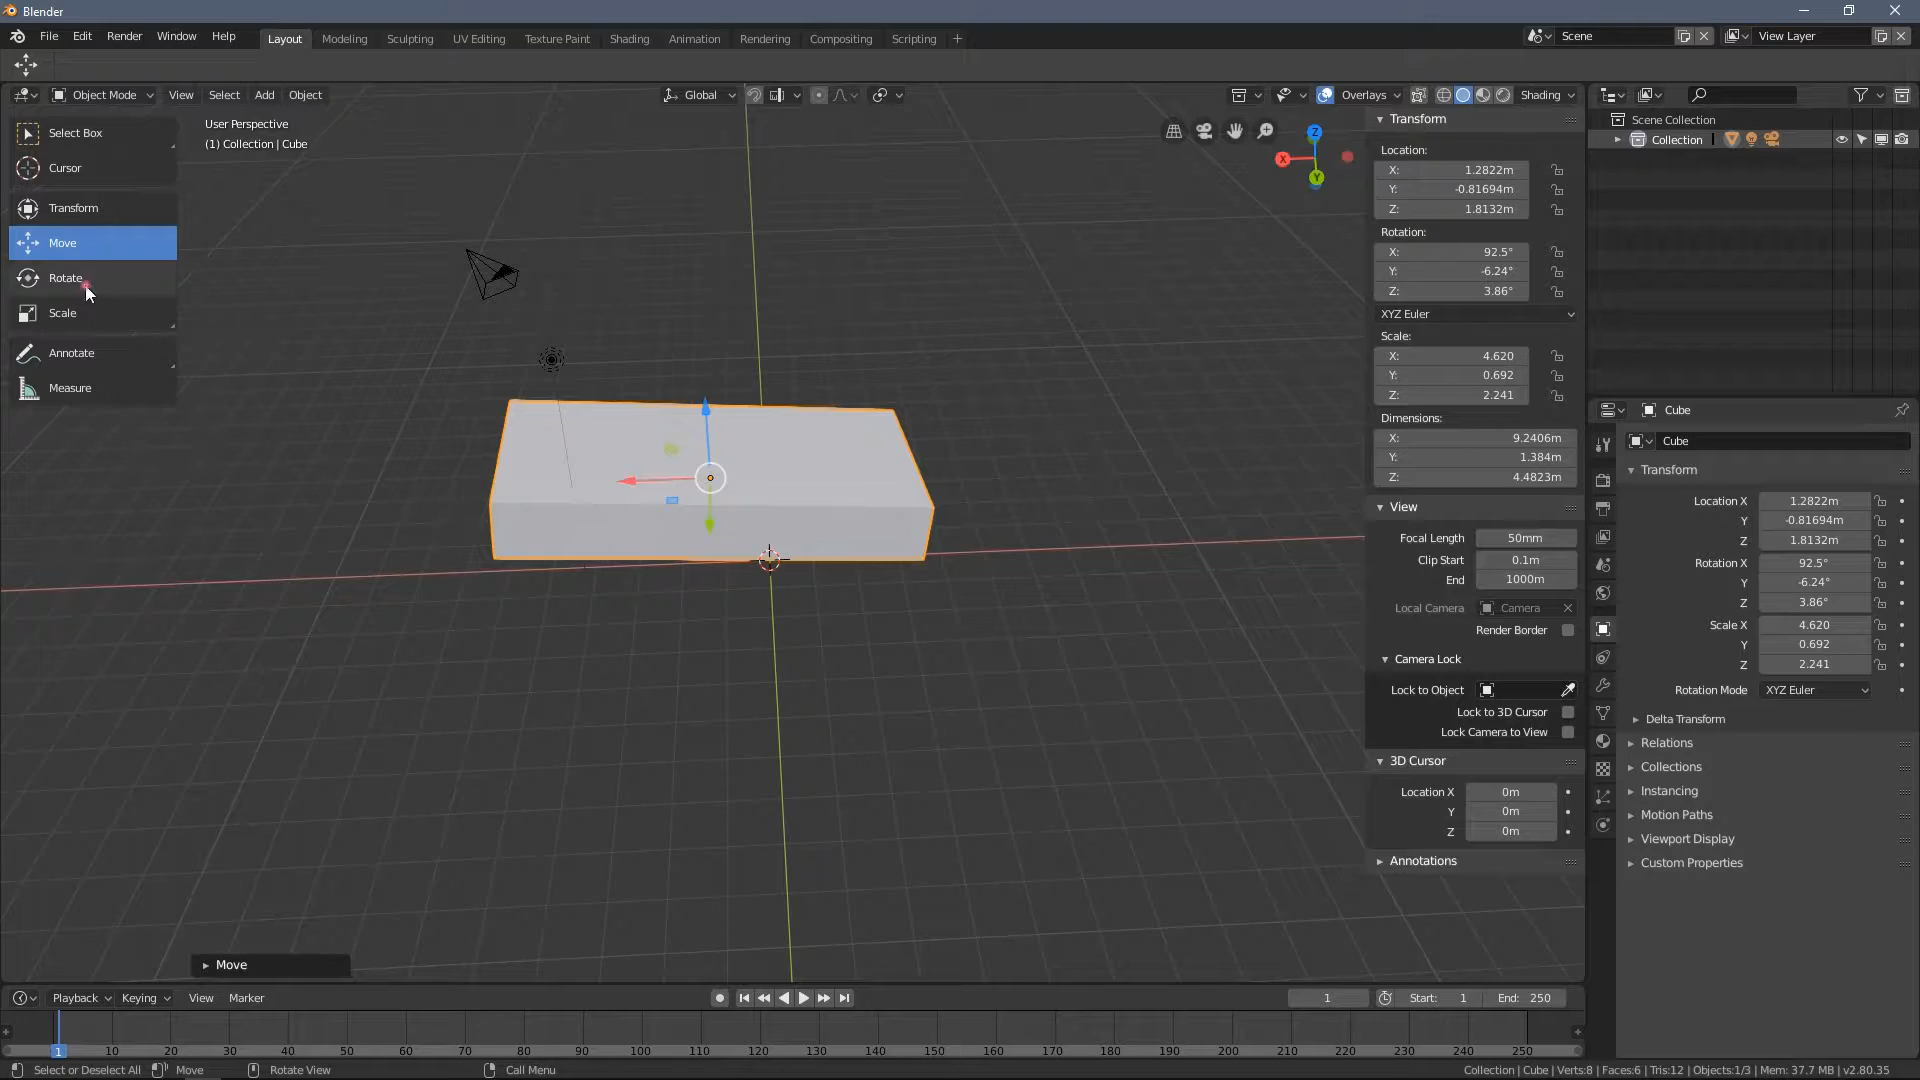 Blender
File Edit Render Window Help Layout Modeling Sculpting UV Editing Texture Paint Shading Animation Rendering Compositing Scripting + Scene View Layer
Object Mode View Select Add Object Global Overlays Shading
Select Box
Cursor
Transform
Move
Rotate
Scale
Annotate
Measure
User Perspective
(1) Collection | Cube
Z
X
Y
Transform
Location:
X: 1.2822m
Y: -0.81694m
Z: 1.8132m
Rotation:
X: 92.5°
Y: -6.24°
Z: 3.86°
XYZ Euler
Scale:
X: 4.620
Y: 0.692
Z: 2.241
Dimensions:
X: 9.2406m
Y: 1.384m
Z: 4.4823m
View
Focal Length 50mm
Clip Start 0.1m
End 1000m
Local Camera Camera
Render Border
Camera Lock
Lock to Object
Lock to 3D Cursor
Lock Camera to View
3D Cursor
Location X 0m
Y 0m
Z 0m
Annotations
Scene Collection
Collection
Cube
Cube
Transform
Location X 1.2822m
Y -0.81694m
Z 1.8132m
Rotation X 92.5°
Y -6.24°
Z 3.86°
Scale X 4.620
Y 0.692
Z 2.241
Rotation Mode XYZ Euler
Delta Transform
Relations
Collections
Instancing
Motion Paths
Viewport Display
Custom Properties
Move
Playback Keying View Marker 1 Start: 1 End: 250
1 10 20 30 40 50 60 70 80 90 100 110 120 130 140 150 160 170 180 190 200 210 220 230 240 250
Select or Deselect All Move Rotate View Call Menu Collection | Cube | Verts:8 | Faces:6 | Tris:12 | Objects:1/3 | Mem: 37.7 MB | v2.80.35